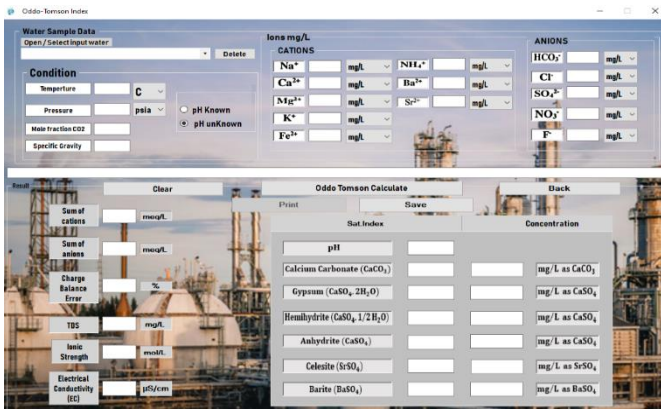 Oddo-Tomson Index
Water Sample Data
Open / Select input water
Delete
Condition
Temperture
C
Pressure
psia
Mole fraction CO2
Specific Gravity
pH Known
pH unKnown
Ions mg/L
CATIONS
Na⁺ mg/L NH₄⁺ mg/L
Ca²⁺ mg/L Ba²⁺ mg/L
Mg²⁺ mg/L Sr²⁺ mg/L
K⁺ mg/L
Fe²⁺ mg/L
ANIONS
HCO₃⁻ mg/L
Cl⁻ mg/L
SO₄²⁻ mg/L
NO₃⁻ mg/L
F⁻ mg/L
Result
Clear
Oddo Tomson Calculate
Back
Print
Save
Sum of
cations
meq/L
Sum of
anions
meq/L
Charge
Balance
Error
%
TDS
mg/L
Ionic
Strength
mol/L
Electrical
Conductivity
(EC)
µS/cm
Sat.Index
Concentration
pH
Calcium Carbonate (CaCO₃) mg/L as CaCO₃
Gypsum (CaSO₄.2H₂O) mg/L as CaSO₄
Hemihydrite (CaSO₄.1/2H₂O) mg/L as CaSO₄
Anhydrite (CaSO₄) mg/L as CaSO₄
Celesite (SrSO₄) mg/L as SrSO₄
Barite (BaSO₄) mg/L as BaSO₄